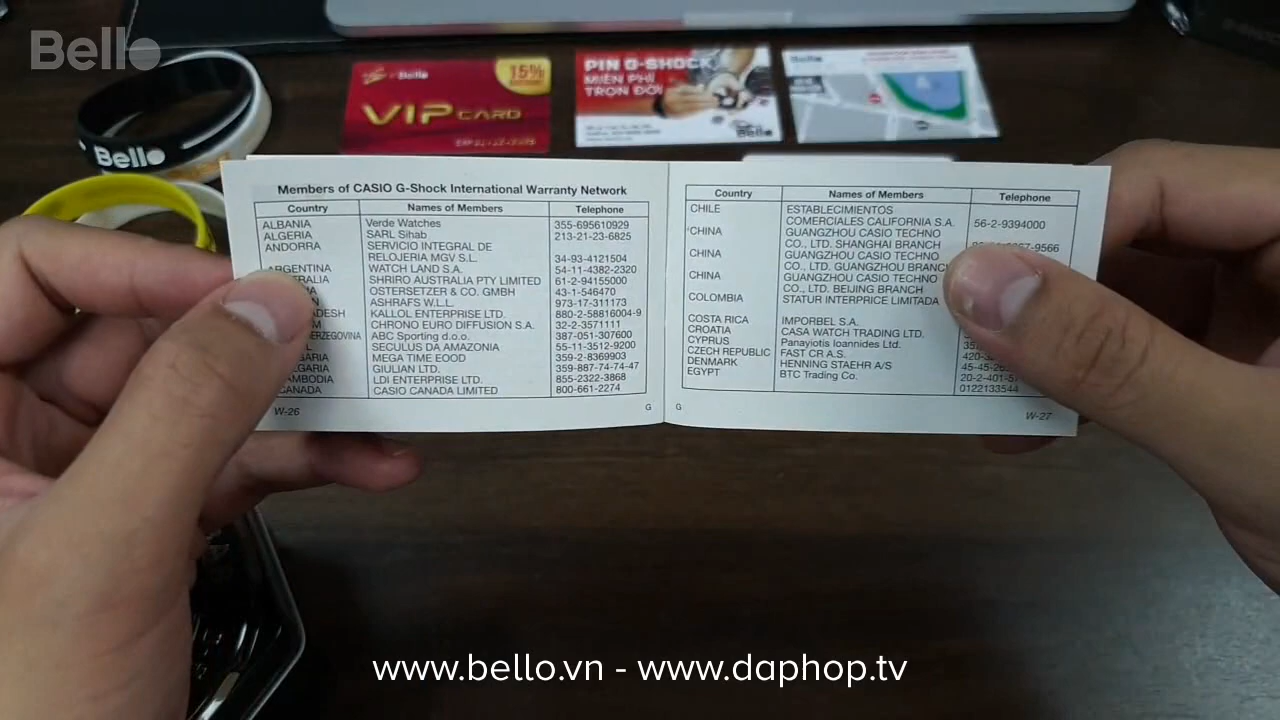 Bello
Bello
Bello
15%
VIP CARD
PIN G-SHOCK
MIỄN PHÍ
TRỌN ĐỜI
Bello
Bello
Members of CASIO G-Shock International Warranty Network
Country Names of Members Telephone
ALBANIA Verde Watches 355-695610929
ALGERIA SARL Sihab 213-21-23-6825
ANDORRA SERVICIO INTEGRAL DE
RELOJERIA MGV S.L. 34-93-4121504
ARGENTINA WATCH LAND S.A. 54-11-4382-2320
SHRIRO AUSTRALIA PTY LIMITED 61-2-94155000
OSTERSETZER & CO. GMBH 43-1-546470
ASHRAFS W.L.L. 973-17-311173
KALLOL ENTERPRISE LTD. 880-2-58816004-9
CHRONO EURO DIFFUSION S.A. 32-2-3571111
HERZEGOVINA ABC Sporting d.o.o. 387-051-307600
SECULUS DA AMAZONIA 55-11-3512-9200
MEGA TIME EOOD 359-2-8369903
GIULIAN LTD. 359-887-74-74-47
LDI ENTERPRISE LTD. 855-2322-3868
CANADA CASIO CANADA LIMITED 800-661-2274
W-26 G
Country Names of Members Telephone
CHILE ESTABLECIMIENTOS
COMERCIALES CALIFORNIA S.A. 56-2-9394000
CHINA GUANGZHOU CASIO TECHNO
CO., LTD. SHANGHAI BRANCH
CHINA GUANGZHOU CASIO TECHNO
CO., LTD. GUANGZHOU BRANCH
CHINA GUANGZHOU CASIO TECHNO
CO., LTD. BEIJING BRANCH
COLOMBIA STATUR INTERPRICE LIMITADA
COSTA RICA IMPORBEL S.A.
CROATIA CASA WATCH TRADING LTD.
CYPRUS Panayiotis Ioannides Ltd.
CZECH REPUBLIC FAST CR A.S.
DENMARK HENNING STAEHR A/S
EGYPT BTC Trading Co.
0122133544
G W-27
www.bello.vn - www.daphop.tv